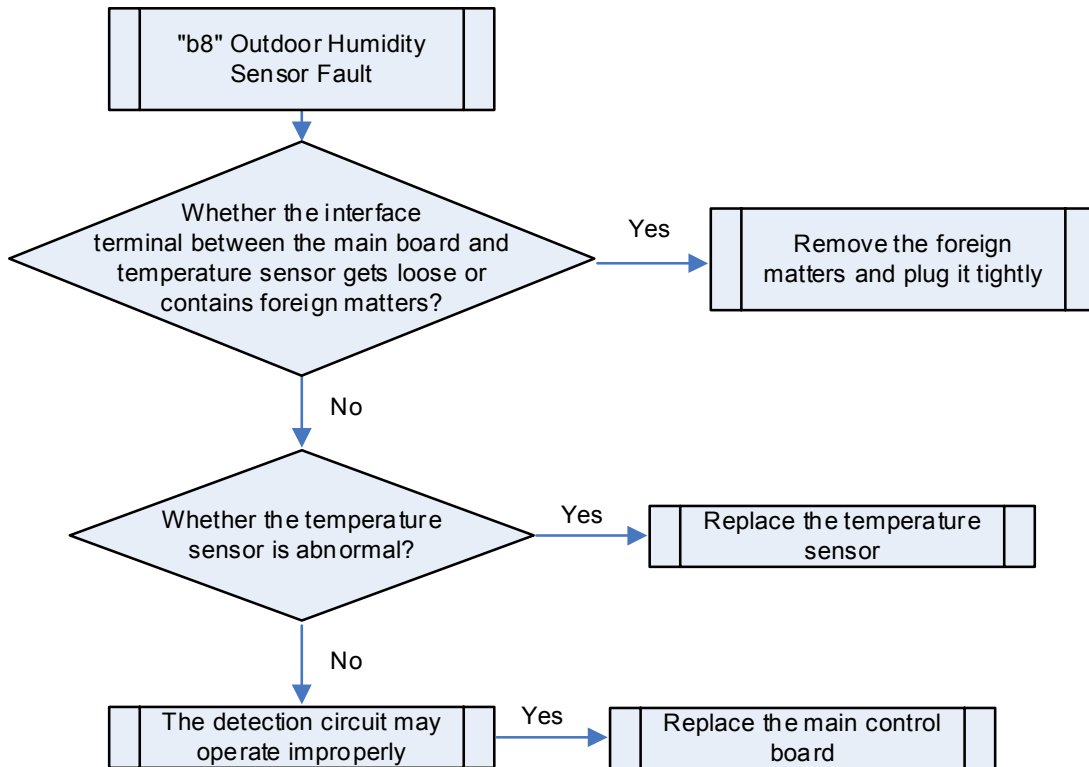 "b8" Outdoor Humidity
Sensor Fault
Whether the interface
terminal between the main board and
temperature sensor gets loose or
contains foreign matters?
Yes
Remove the foreign
matters and plug it tightly
No
Whether the temperature
sensor is abnormal?
Yes
Replace the temperature
sensor
No
The detection circuit may
operate improperly
Yes
Replace the main control
board